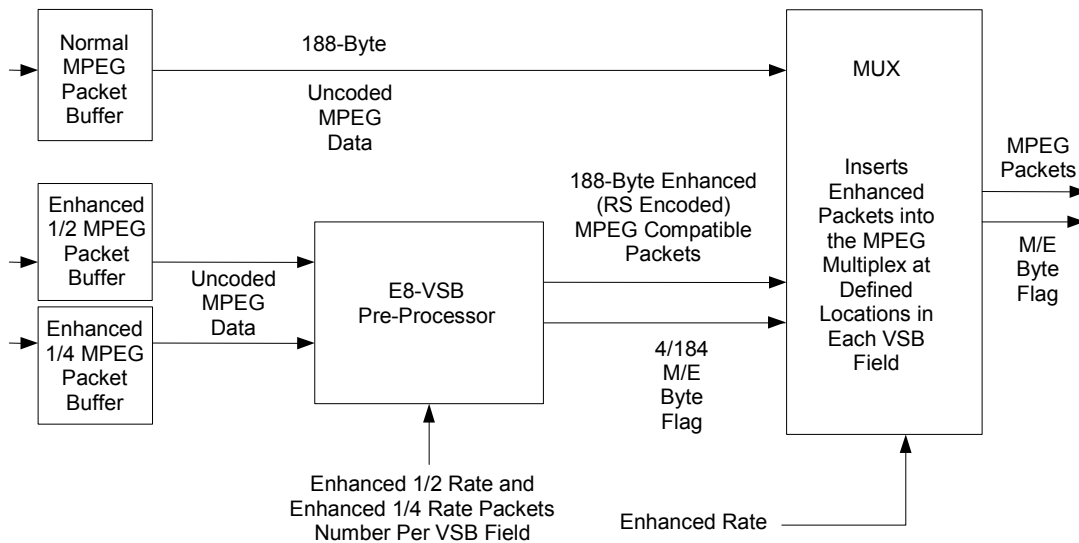 Normal
MPEG
Packet
Buffer
188-Byte
Uncoded
MPEG
Data
MUX
Inserts
Enhanced
Packets into
the MPEG
Multiplex at
Defined
Locations in
Each VSB
Field
MPEG
Packets
M/E
Byte
Flag
Enhanced
1/2 MPEG
Packet
Buffer
Uncoded
MPEG
Data
Enhanced
1/4 MPEG
Packet
Buffer
E8-VSB
Pre-Processor
188-Byte Enhanced
(RS Encoded)
MPEG Compatible
Packets
4/184
M/E
Byte
Flag
Enhanced 1/2 Rate and
Enhanced 1/4 Rate Packets
Number Per VSB Field
Enhanced Rate